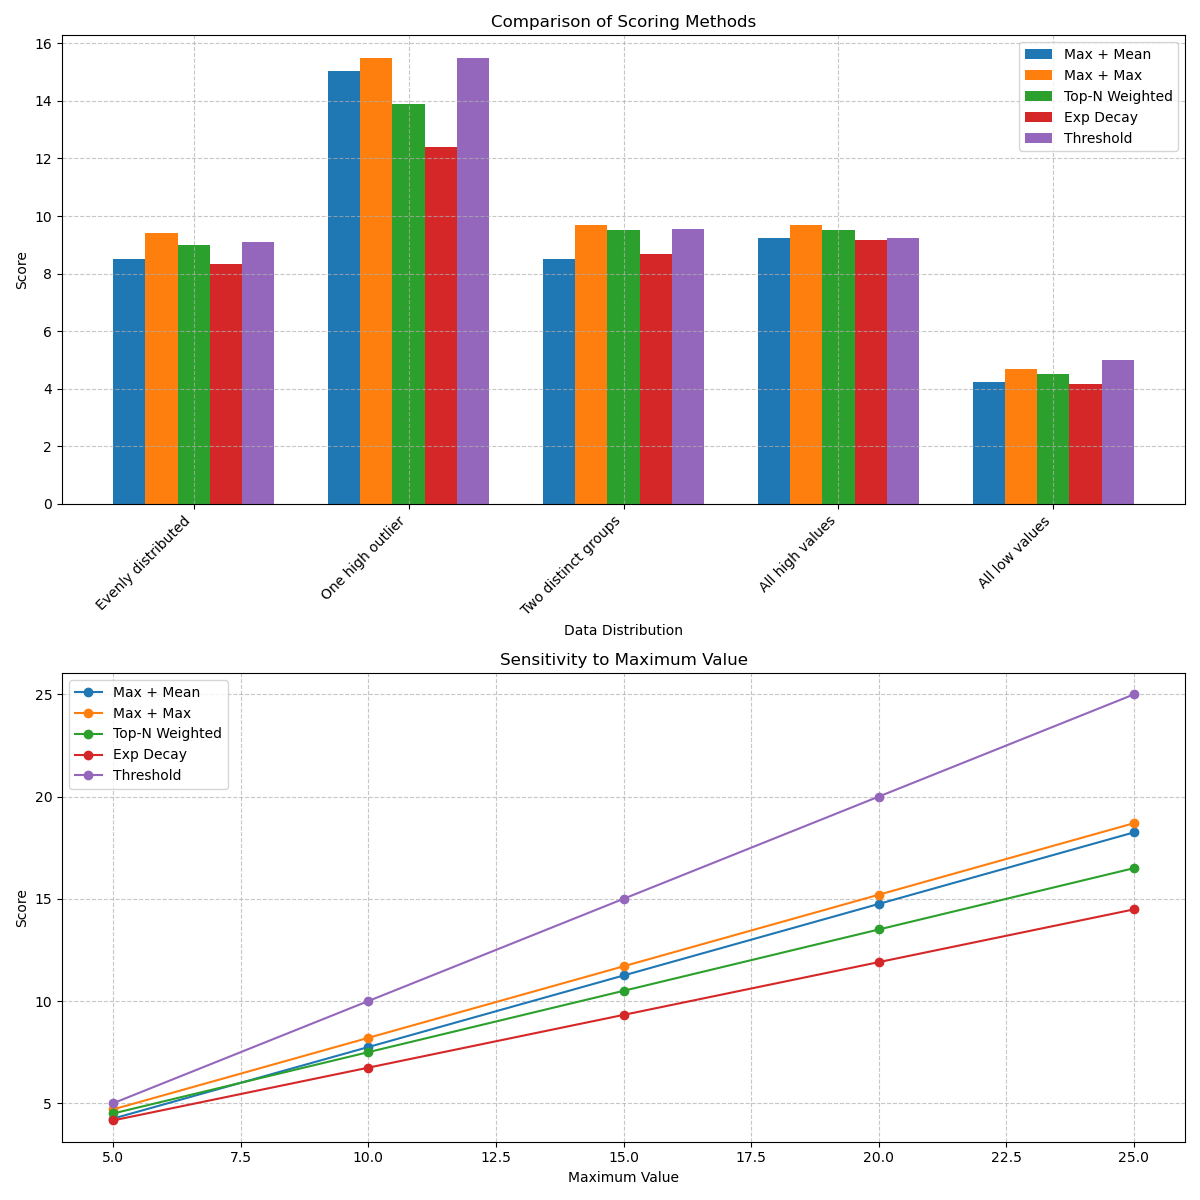 Comparison of Scoring Methods
16
14
12
10
8
6
4
2
0
Score
Max + Mean
Max + Max
Top-N Weighted
Exp Decay
Threshold
Evenly distributed
One high outlier
Two distinct groups
All high values
All low values
Data Distribution
Sensitivity to Maximum Value
25
20
15
10
5
Score
Max + Mean
Max + Max
Top-N Weighted
Exp Decay
Threshold
5.0
7.5
10.0
12.5
15.0
17.5
20.0
22.5
25.0
Maximum Value